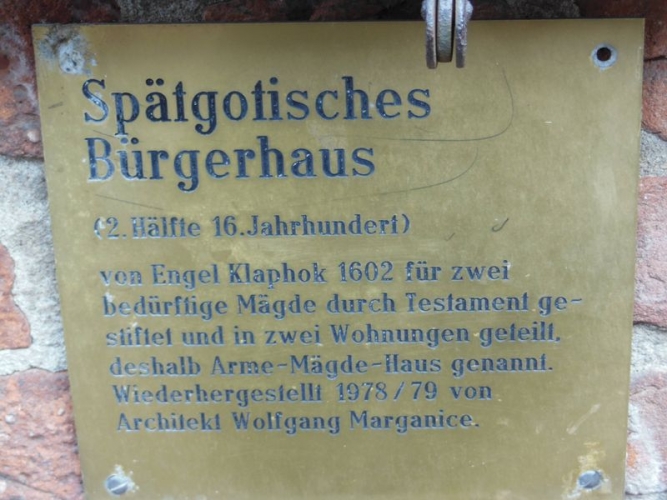 Spätgotisches
Bürgerhaus
(2. Hälfte 16. Jahrhundert)
von Engel Klaphok 1602 für zwei
bedürftige Mägde durch Testament ge-
stiftet und in zwei Wohnungen geteilt,
deshalb Arme-Mägde-Haus genannt.
Wiederhergestellt 1978/79 von
Architekt Wolfgang Marganice.